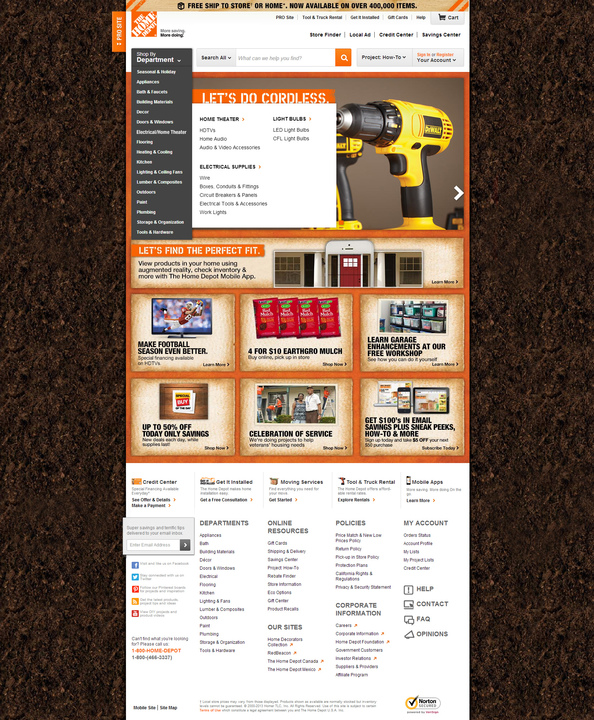 FREE SHIP TO STORE† OR HOME*. NOW AVAILABLE ON OVER 400,000 ITEMS.
PRO SITE
THE HOME DEPOT
More saving.
More doing.
PRO Site | Tool & Truck Rental | Get It Installed | Gift Cards | Help
Cart
Store Finder | Local Ad | Credit Center | Savings Center
Shop By
Department
Search All
What can we help you find?
Project: How-To
Sign in or Register
Your Account
Seasonal & Holiday
Appliances
Bath & Faucets
Building Materials
Decor
Doors & Windows
Electrical/Home Theater
Flooring
Heating & Cooling
Kitchen
Lighting & Ceiling Fans
Lumber & Composites
Outdoors
Paint
Plumbing
Storage & Organization
Tools & Hardware
LET'S DO CORDLESS.
HOME THEATER
HDTVs
Home Audio
Audio & Video Accessories
LIGHT BULBS
LED Light Bulbs
CFL Light Bulbs
ELECTRICAL SUPPLIES
Wire
Boxes, Conduits & Fittings
Circuit Breakers & Panels
Electrical Tools & Accessories
Work Lights
DEWALT
LET'S FIND THE PERFECT FIT.
View products in your home using
augmented reality, check inventory &
more with The Home Depot Mobile App.
Learn More
MAKE FOOTBALL
SEASON EVEN BETTER.
Special financing available
on HDTVs
Learn More
4 FOR $10 EARTHGRO MULCH
Buy online, pick up in store
Shop Now
LEARN GARAGE
ENHANCEMENTS AT OUR
FREE WORKSHOP
See how you can do it yourself
Learn More
SPECIAL
BUY
OF THE DAY
UP TO 50% OFF
TODAY ONLY SAVINGS
New deals each day, while
supplies last!
Shop Now
CELEBRATION OF SERVICE
We're doing projects to help
veterans' housing needs
Shop Now
GET $100's IN EMAIL
SAVINGS PLUS SNEAK PEEKS,
HOW-TO & MORE
Sign up today and take $5 OFF your next
$50 purchase
Subscribe Today
Credit Center
Special Financing Available
Everyday*
See Offer & Details
Make a Payment
Get It Installed
The Home Depot makes home
installation easy.
Get a Free Consultation
Moving Services
Find everything you need for
your move.
Get Started
Tool & Truck Rental
The Home Depot offers afford-
able rental rates.
Explore Rentals
Mobile Apps
More saving. More doing. On the
go.
Learn More
Super savings and terrific tips
delivered to your email inbox.
Enter Email Address
Visit and like us on Facebook
Stay connected with us on
Twitter
Follow our Pinterest boards
for projects and inspiration
See the latest products,
project tips and ideas
View DIY projects and
product videos
Can't find what you're looking
for? Please call us.
1-800-HOME-DEPOT
1-800-(466-3337)
DEPARTMENTS
Appliances
Bath
Building Materials
Décor
Doors & Windows
Electrical
Flooring
Kitchen
Lighting & Fans
Lumber & Composites
Outdoors
Paint
Plumbing
Storage & Organization
Tools & Hardware
ONLINE
RESOURCES
Gift Cards
Shipping & Delivery
Savings Center
Project: How-To
Rebate Finder
Store Information
Eco Options
Gift Center
Product Recalls
OUR SITES
Home Decorators
Collection
RedBeacon
The Home Depot Canada
The Home Depot Mexico
POLICIES
Price Match & New Low
Prices Policy
Return Policy
Pick-up in Store Policy
Protection Plans
California-Rights &
Regulations
Privacy & Security Statement
CORPORATE
INFORMATION
Careers
Corporate Information
Home Depot Foundation
Government Customers
Investor Relations
Suppliers & Providers
Affiliate Program
MY ACCOUNT
Orders Status
Account Profile
My Lists
My Project Lists
Credit Center
HELP
CONTACT
FAQ
OPINIONS
Mobile Site | Site Map
Norton
SECURED
powered by VeriSign